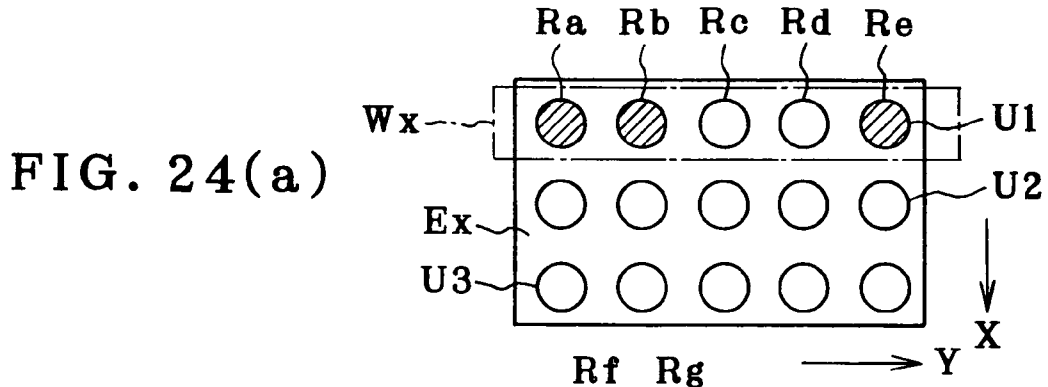 Ra Rb Rc Rd Re
Wx U1
FIG. 24(a)
U2
Ex
U3
X
Rf Rg Y